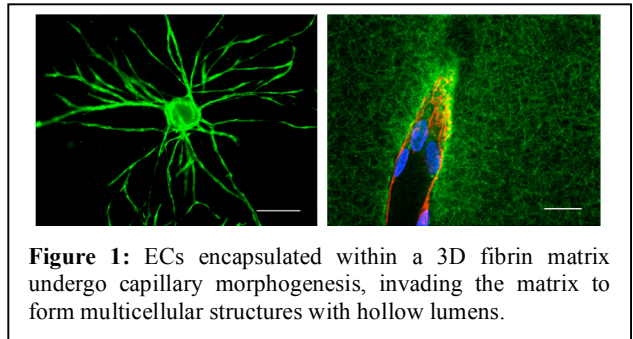 Figure 1: ECs encapsulated within a 3D fibrin matrix
undergo capillary morphogenesis, invading the matrix to
form multicellular structures with hollow lumens.